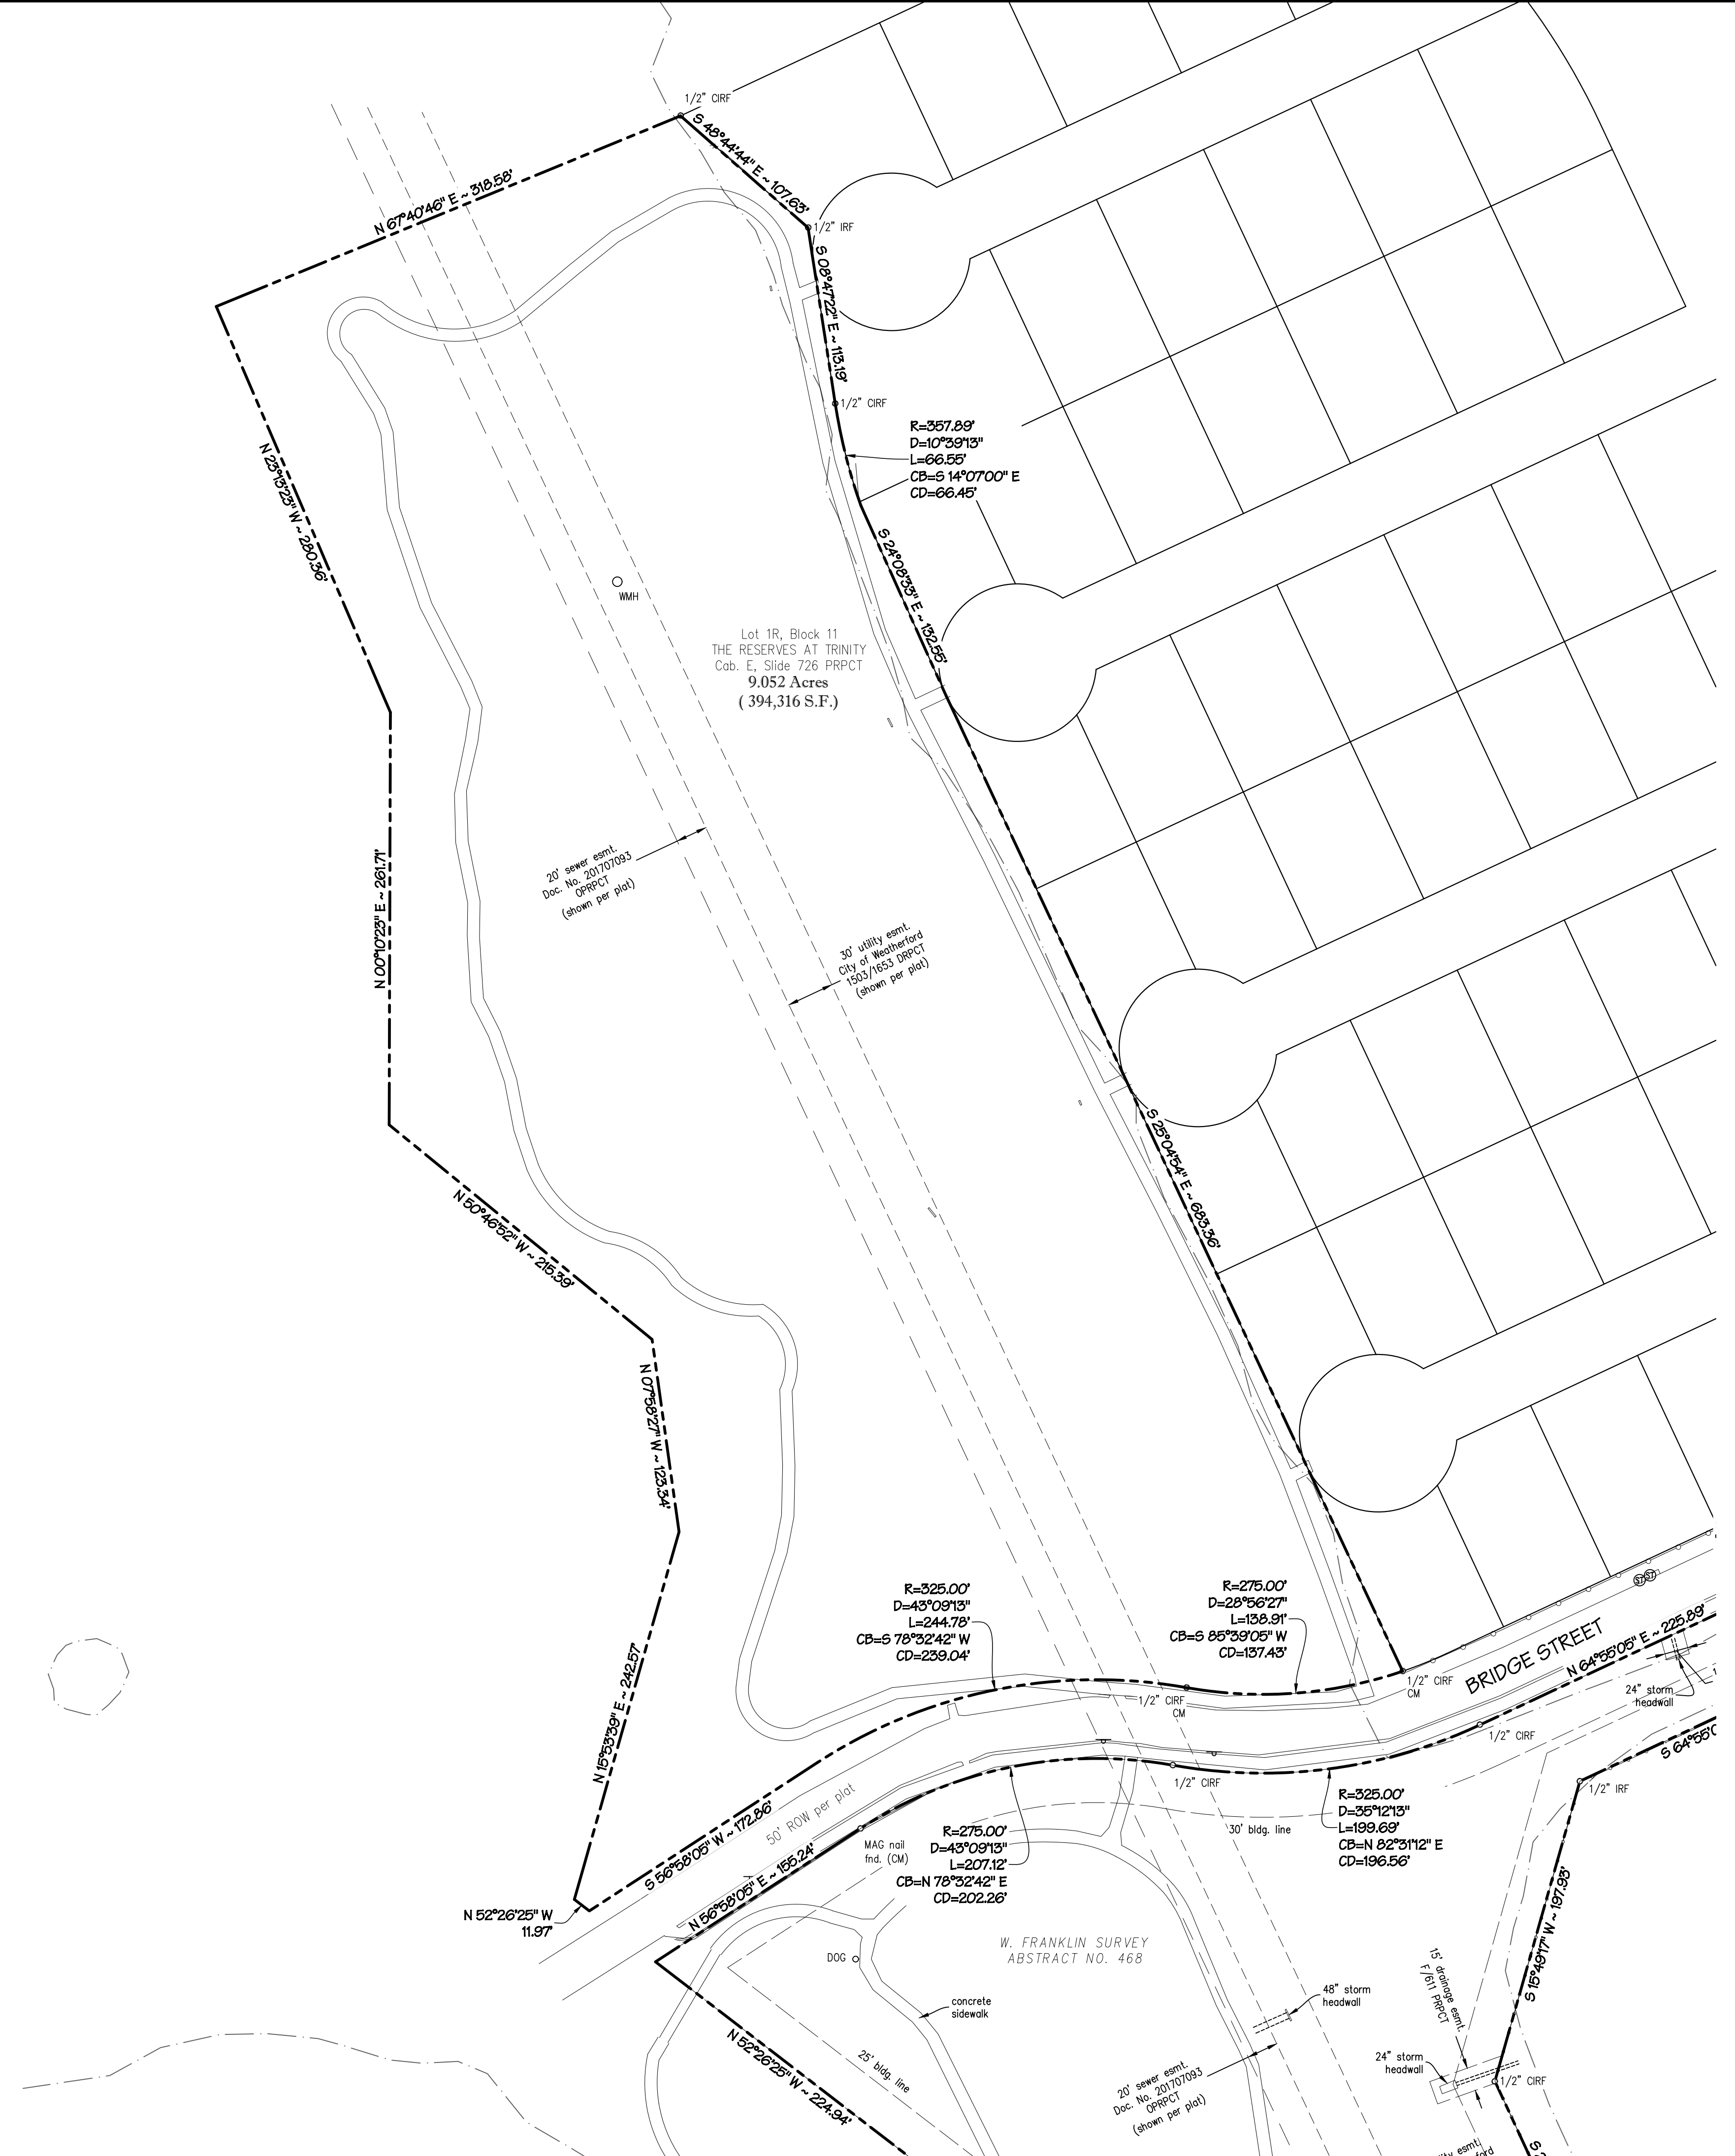 1/2" CIRF
S 48°44'44" E ~ 107.63'
N 67°40'46" E ~ 318.58'
1/2" IRF
S 08°47'22" E ~ 113.19'
1/2" CIRF
R=357.89'
D=10°39'13"
L=66.55'
CB=S 14°07'00" E
CD=66.45'
N 23°13'23" W ~ 280.36'
S 24°08'33" E ~ 132.55'
WMH
Lot 1R, Block 11
THE RESERVES AT TRINITY
Cab. E, Slide 726 PRPCT
9.052 Acres
( 394,316 S.F.)
20' sewer esmt.
Doc. No. 201707093
OPRPCT
(shown per plat)
N 00°10'23" E ~ 261.71'
30' utility esmt.
City of Weatherford
1503/1653 DRPCT
(shown per plat)
S 25°04'54" E ~ 683.36'
N 50°46'52" W ~ 215.39'
N 07°58'27" W ~ 123.34'
R=325.00'
D=43°09'13"
L=244.78'
CB=S 78°32'42" W
CD=239.04'
R=275.00'
D=28°56'27"
L=138.91'
CB=S 85°39'05" W
CD=137.43'
ST
ST
BRIDGE STREET
N 64°55'05" E ~ 225.89'
1/2" CIRF
CM
1/2" CIRF
CM
24" storm
headwall
N 15°53'39" E ~ 242.57'
1/2" CIRF
S 64°55'0
1/2" CIRF
1/2" IRF
S 56°58'05" W ~ 172.86'
50' ROW per plat
R=325.00'
D=35°12'13"
L=199.69'
CB=N 82°31'12" E
CD=196.56'
30' bldg. line
MAG nail
fnd. (CM)
R=275.00'
D=43°09'13"
L=207.12'
CB=N 78°32'42" E
CD=202.26'
N 56°58'05" E ~ 155.24'
N 52°26'25" W
11.97'
S 15°49'17" W ~ 197.93'
W. FRANKLIN SURVEY
ABSTRACT NO. 468
DOG
15' drainage esmt.
F/611 PRPCT
concrete
sidewalk
48" storm
headwall
N 52°26'25" W ~ 224.94'
25' bldg. line
24" storm
headwall
20' sewer esmt.
Doc. No. 201707093
OPRPCT
(shown per plat)
1/2" CIRF